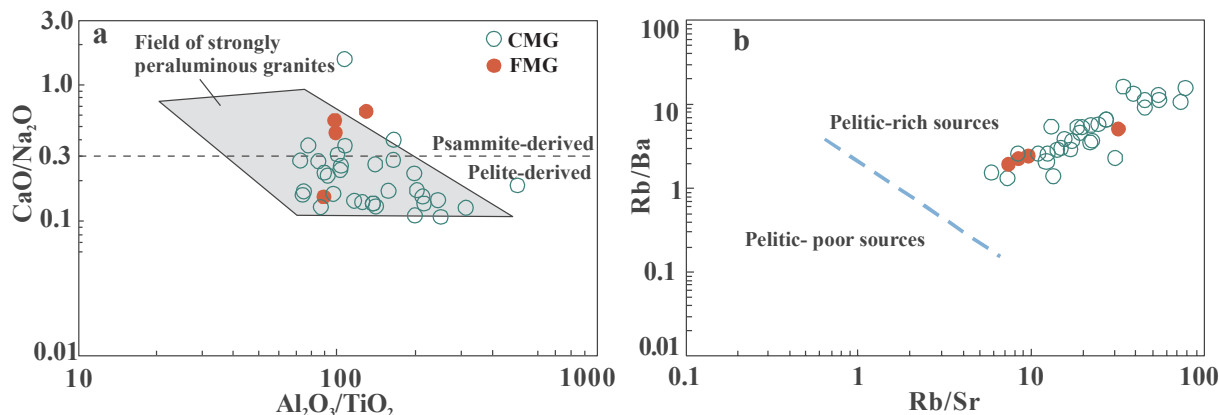 3.0
a
Field of strongly
peraluminous granites
CMG
FMG
1.0
CaO/Na₂O
0.3
Psammite-derived
Pelite-derived
0.1
0.01
10
100
1000
Al₂O₃/TiO₂
100
b
10
Pelitic-rich sources
Rb/Ba
1.0
Pelitic- poor sources
0.1
0.01
0.1
1
10
100
Rb/Sr